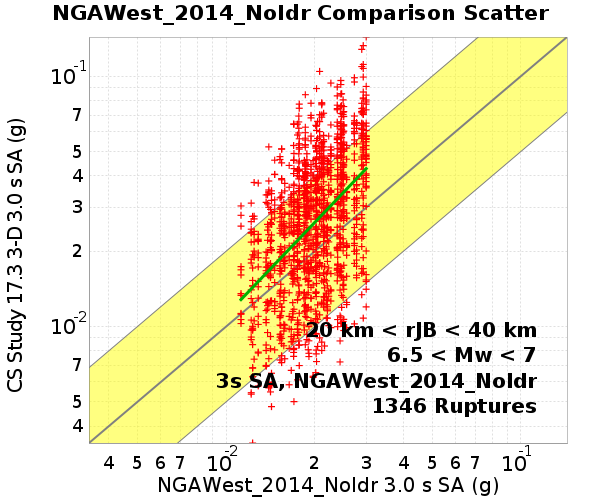 NGAWest_2014_NoIdr Comparison Scatter
CS Study 17.3 3-D 3.0 s SA (g)
10-1
7
5
4
3
2
10-2
7
5
4
20 km < rJB < 40 km
6.5 < Mw < 7
3s SA, NGAWest_2014_NoIdr
1346 Ruptures
4 5 6 7 10-2 2 3 4 5 6 7 10-1
NGAWest_2014_NoIdr 3.0 s SA (g)